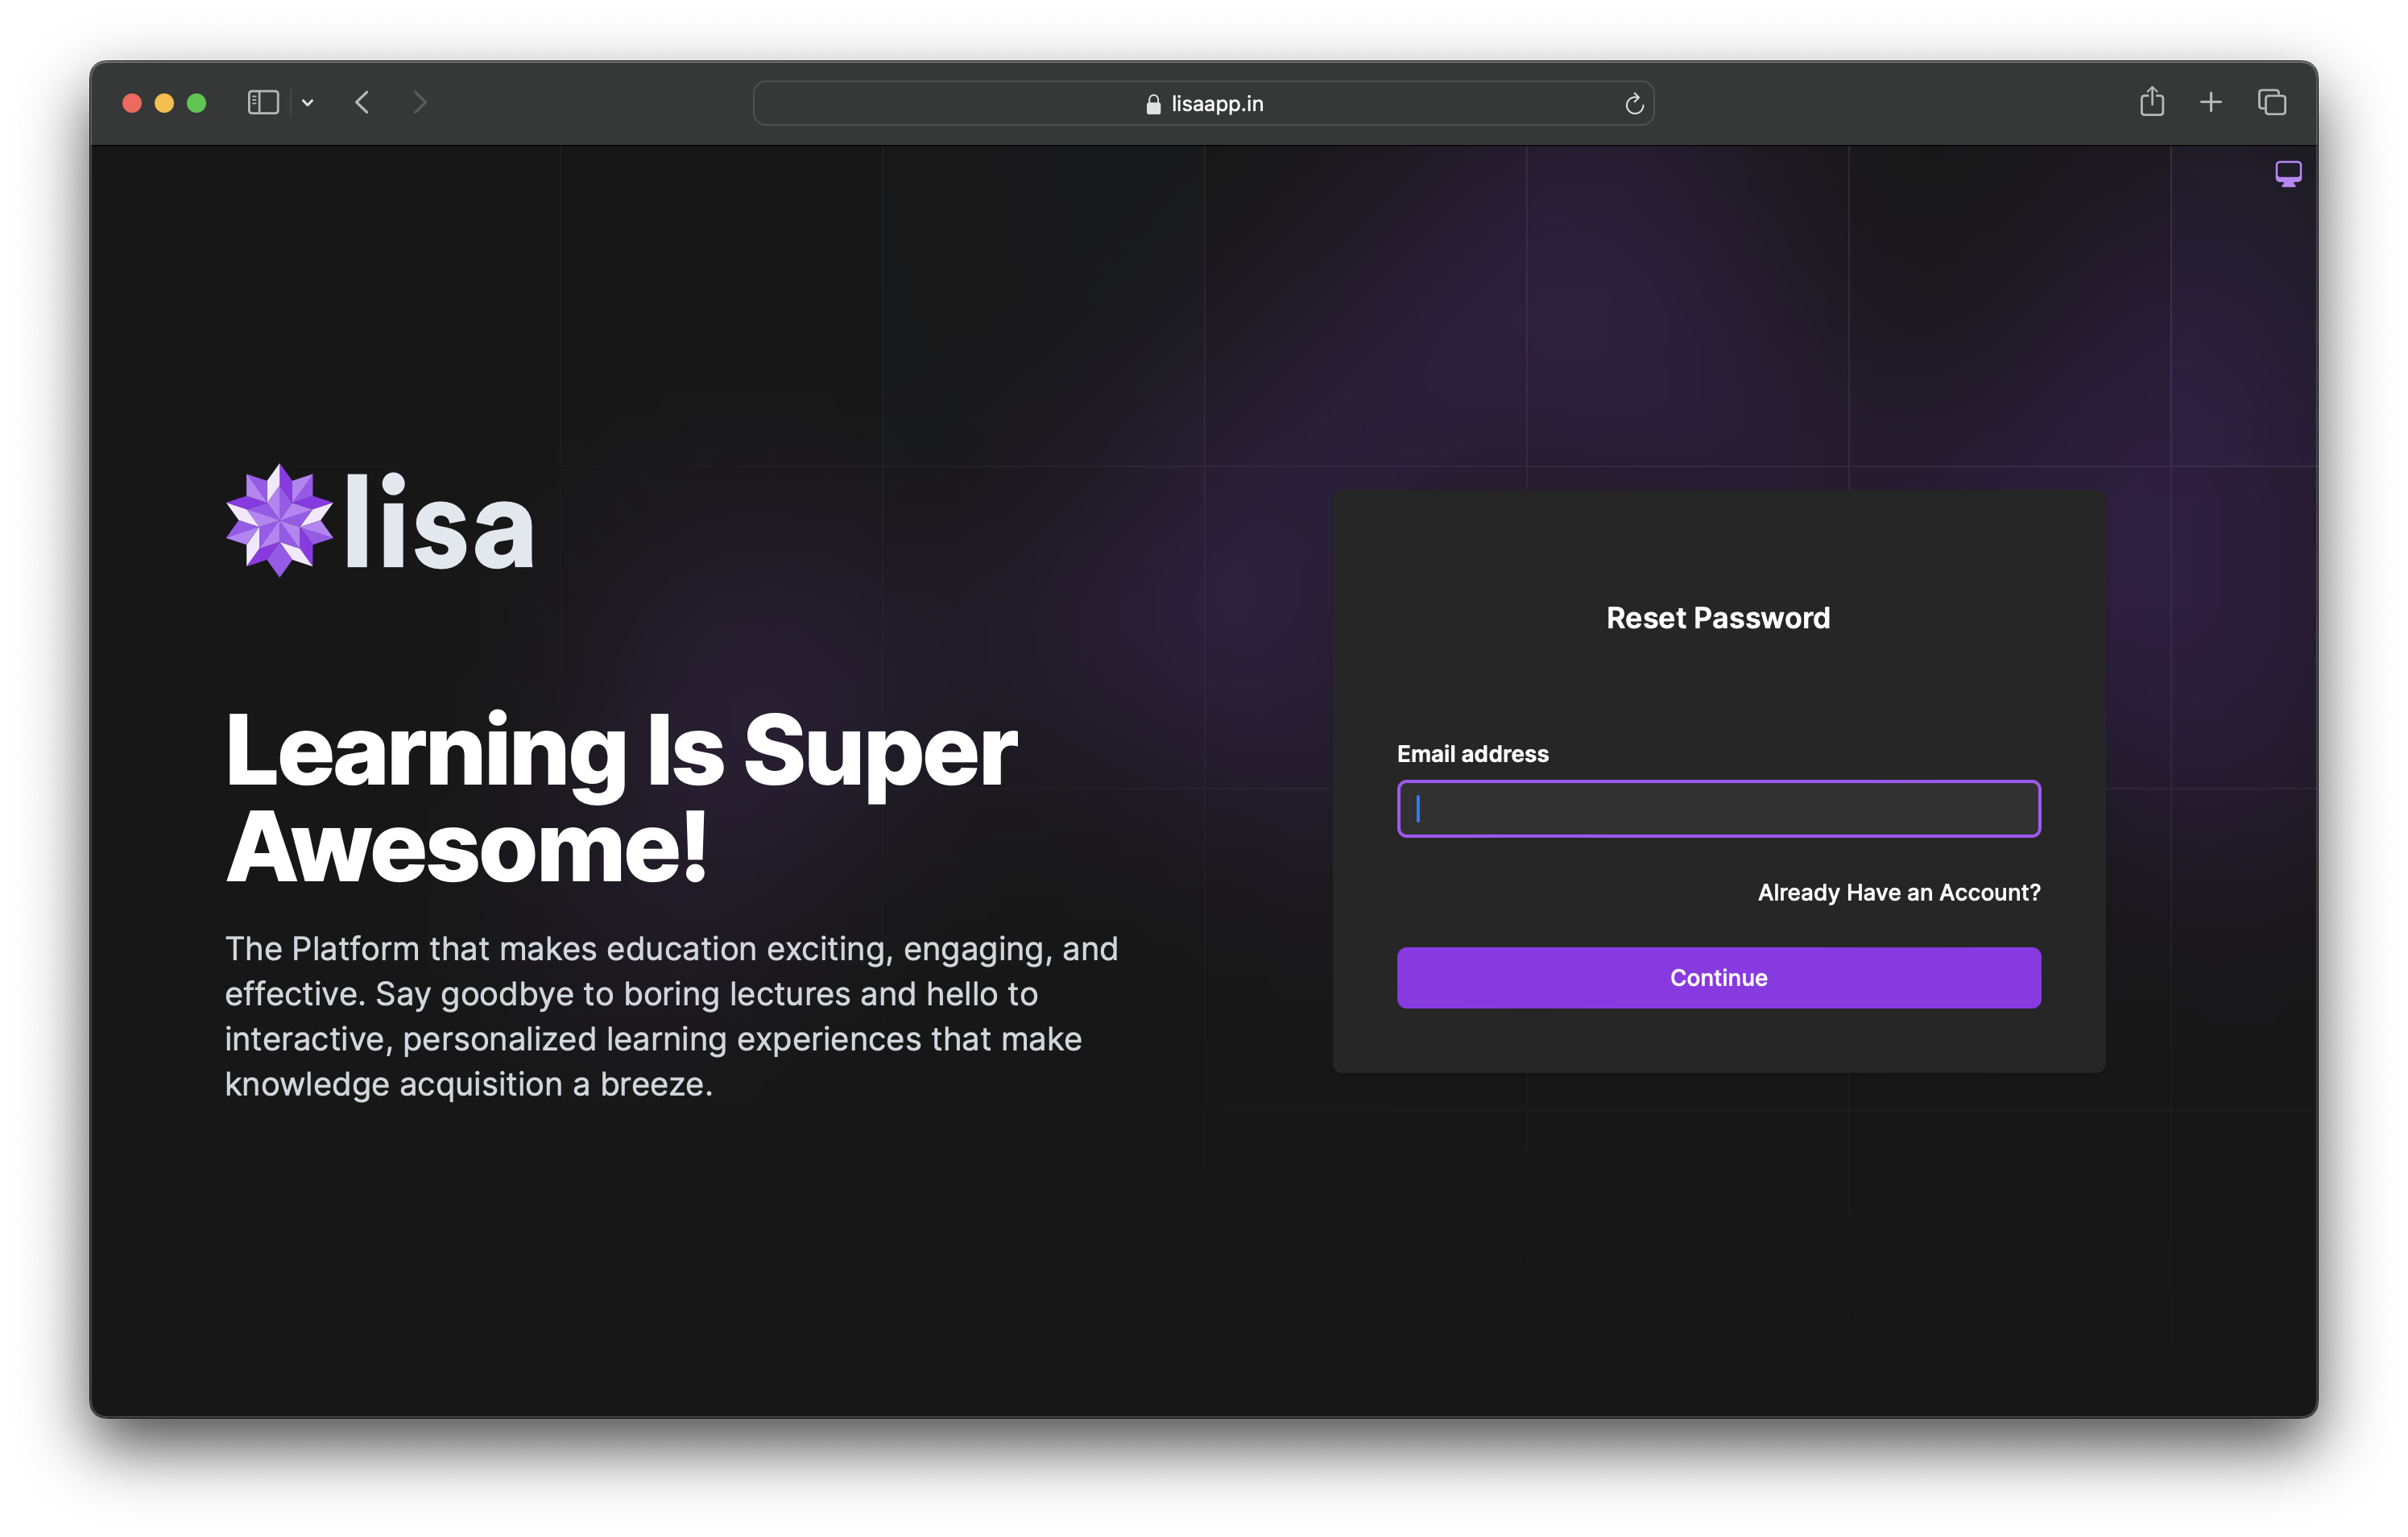 lisaapp.in
lisa
Learning Is Super
Awesome!
The Platform that makes education exciting, engaging, and
effective. Say goodbye to boring lectures and hello to
interactive, personalized learning experiences that make
knowledge acquisition a breeze.
Reset Password
Email address
Already Have an Account?
Continue